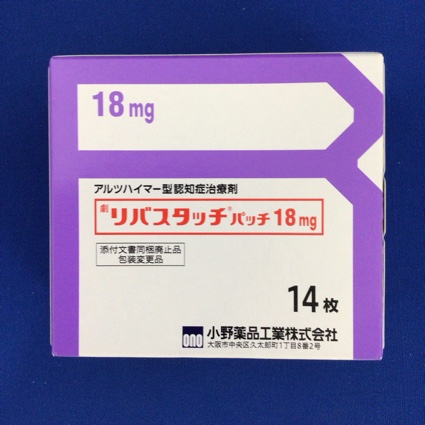 18mg
アルツハイマー型認知症治療剤
劇 リバスタッチ®パッチ18mg
添付文書同梱廃止品
包装変更品
14枚
ono 小野薬品工業株式会社
大阪市中央区久太郎町1丁目8番2号